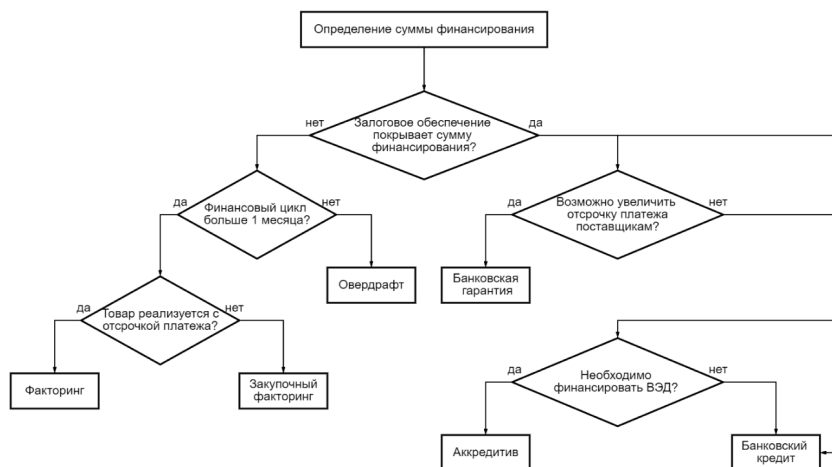 Определение суммы финансирования
нет
Залоговое обеспечение
покрывает сумму
финансирования?
да
да
Финансовый цикл
больше 1 месяца?
нет
да
Возможно увеличить
отсрочку платежа
поставщикам?
нет
Овердрафт
Банковская
гарантия
да
Товар реализуется с
отсрочкой платежа?
нет
Факторинг
Закупочный
факторинг
да
Необходимо
финансировать ВЭД?
нет
Аккредитив
Банковский
кредит